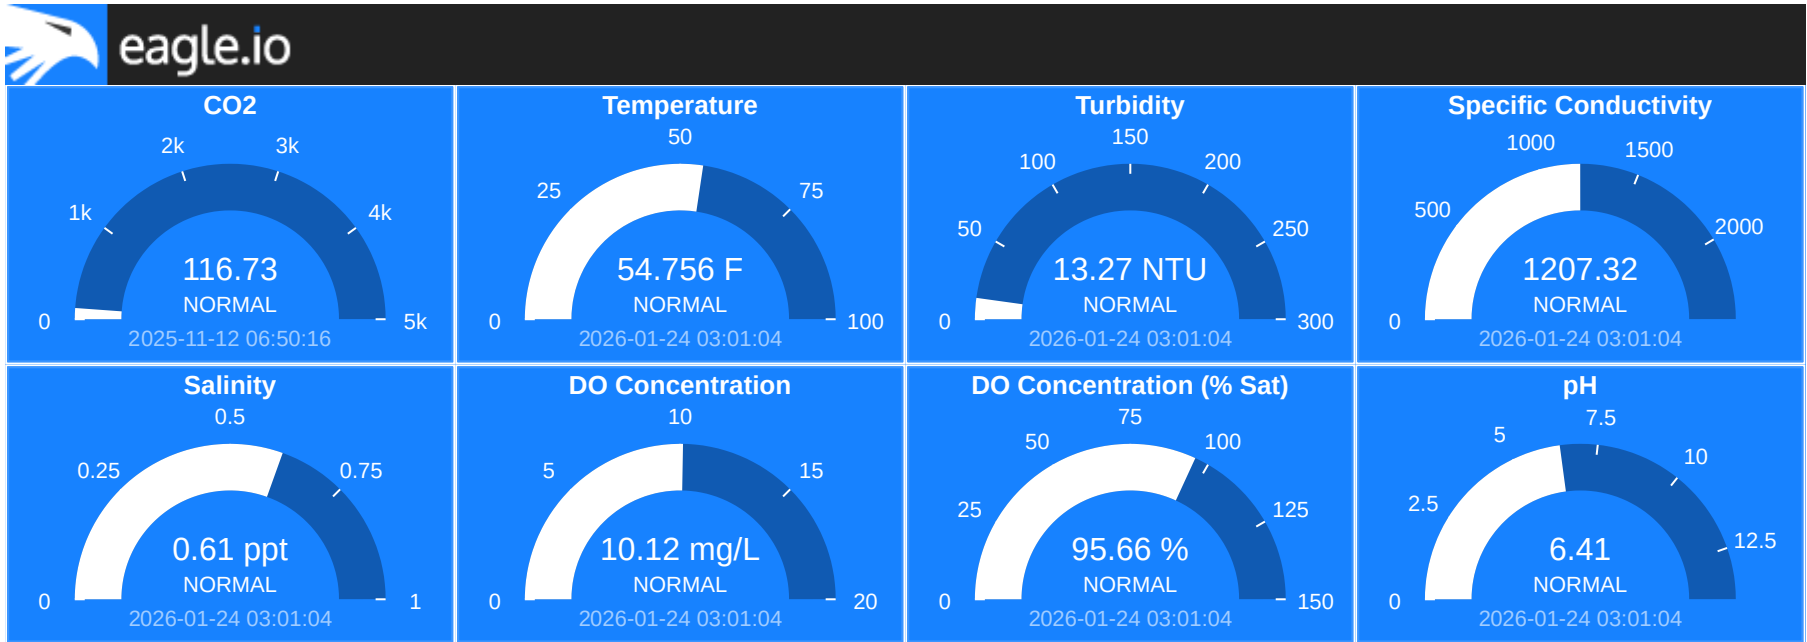 eagle.io
CO2
0
1k
2k
3k
4k
5k
116.73
NORMAL
2025-11-12 06:50:16
Temperature
0
25
50
75
100
54.756 F
NORMAL
2026-01-24 03:01:04
Turbidity
0
50
100
150
200
250
300
13.27 NTU
NORMAL
2026-01-24 03:01:04
Specific Conductivity
0
500
1000
1500
2000
1207.32
NORMAL
2026-01-24 03:01:04
Salinity
0
0.25
0.5
0.75
1
0.61 ppt
NORMAL
2026-01-24 03:01:04
DO Concentration
0
5
10
15
20
10.12 mg/L
NORMAL
2026-01-24 03:01:04
DO Concentration (% Sat)
0
25
50
75
100
125
150
95.66 %
NORMAL
2026-01-24 03:01:04
pH
0
2.5
5
7.5
10
12.5
6.41
NORMAL
2026-01-24 03:01:04